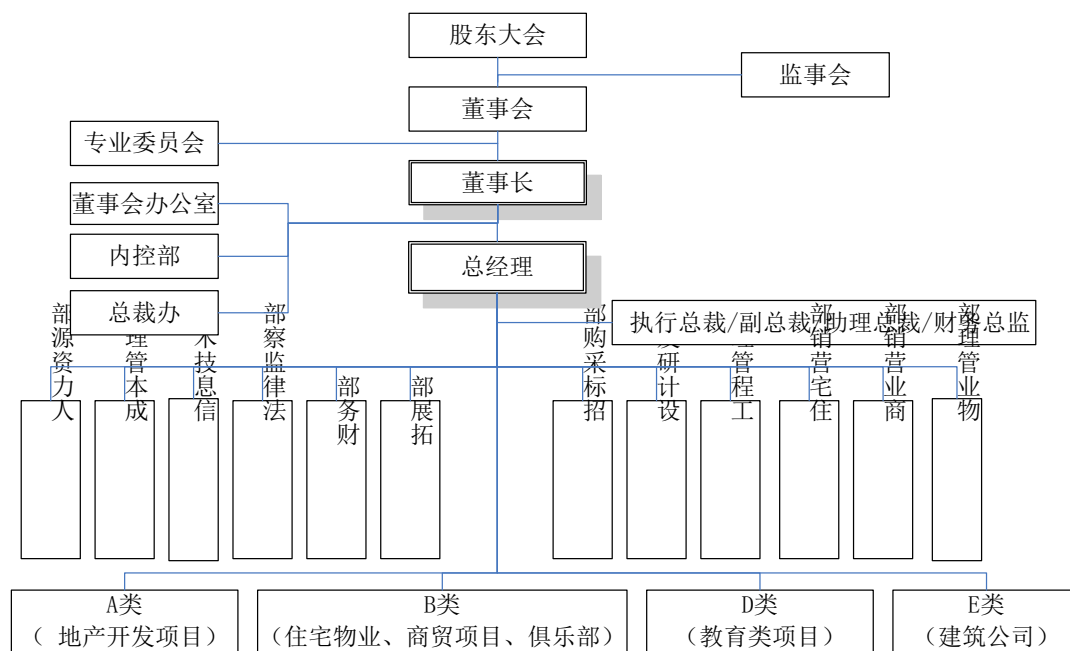 股东大会
监事会
董事会
专业委员会
董事长
董事会办公室
内控部
总经理
总裁办
执行总裁/副总裁/助理总裁/财务总监
人力资源部
成本管理
信息技术
法律监察部
财务部
拓展部
招标采购部
设计研发
工程管理
住宅营销部
商业营销部
物业管理部
A类
( 地产开发项目)
B类
(住宅物业、商贸项目、俱乐部)
D类
(教育类项目)
E类
(建筑公司)